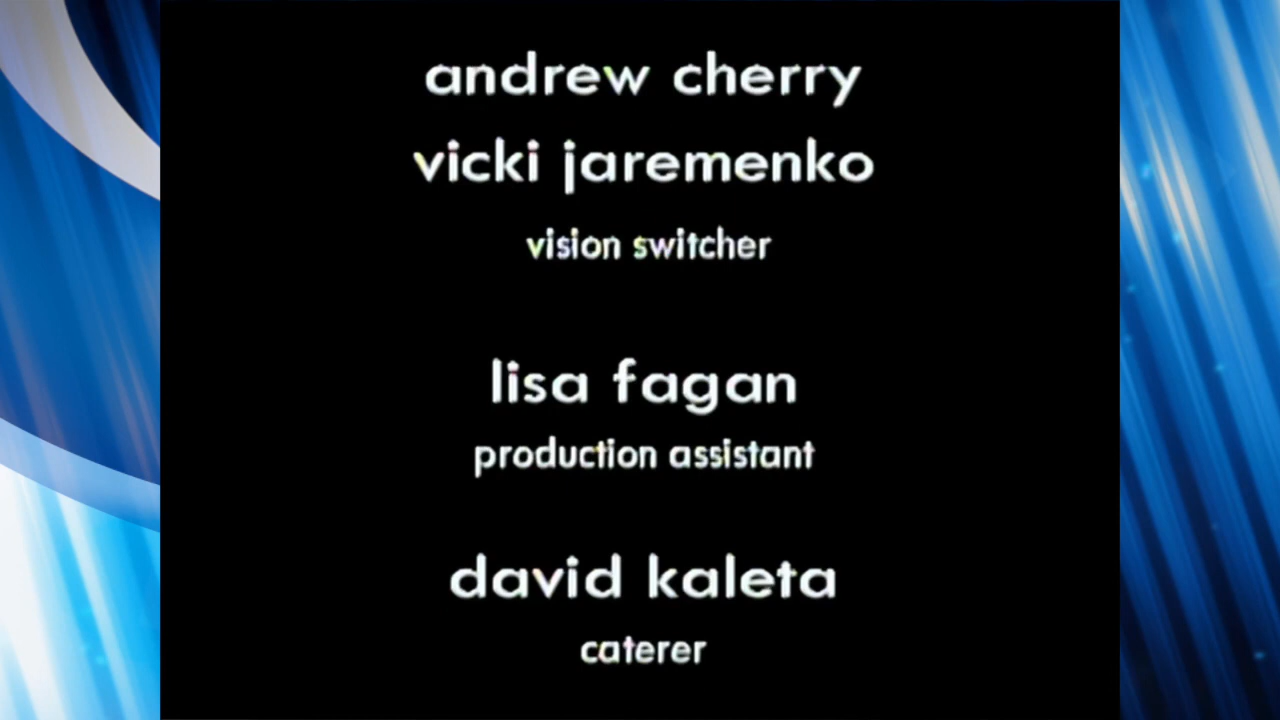 andrew cherry
vicki jaremenko
vision switcher
lisa fagan
production assistant
david kaleta
caterer